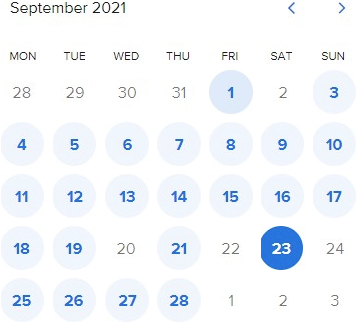 September 2021
MON TUE WED THU FRI SAT SUN
28 29 30 31 1 2 3
4 5 6 7 8 9 10
11 12 13 14 15 16 17
18 19 20 21 22 23 24
25 26 27 28 1 2 3